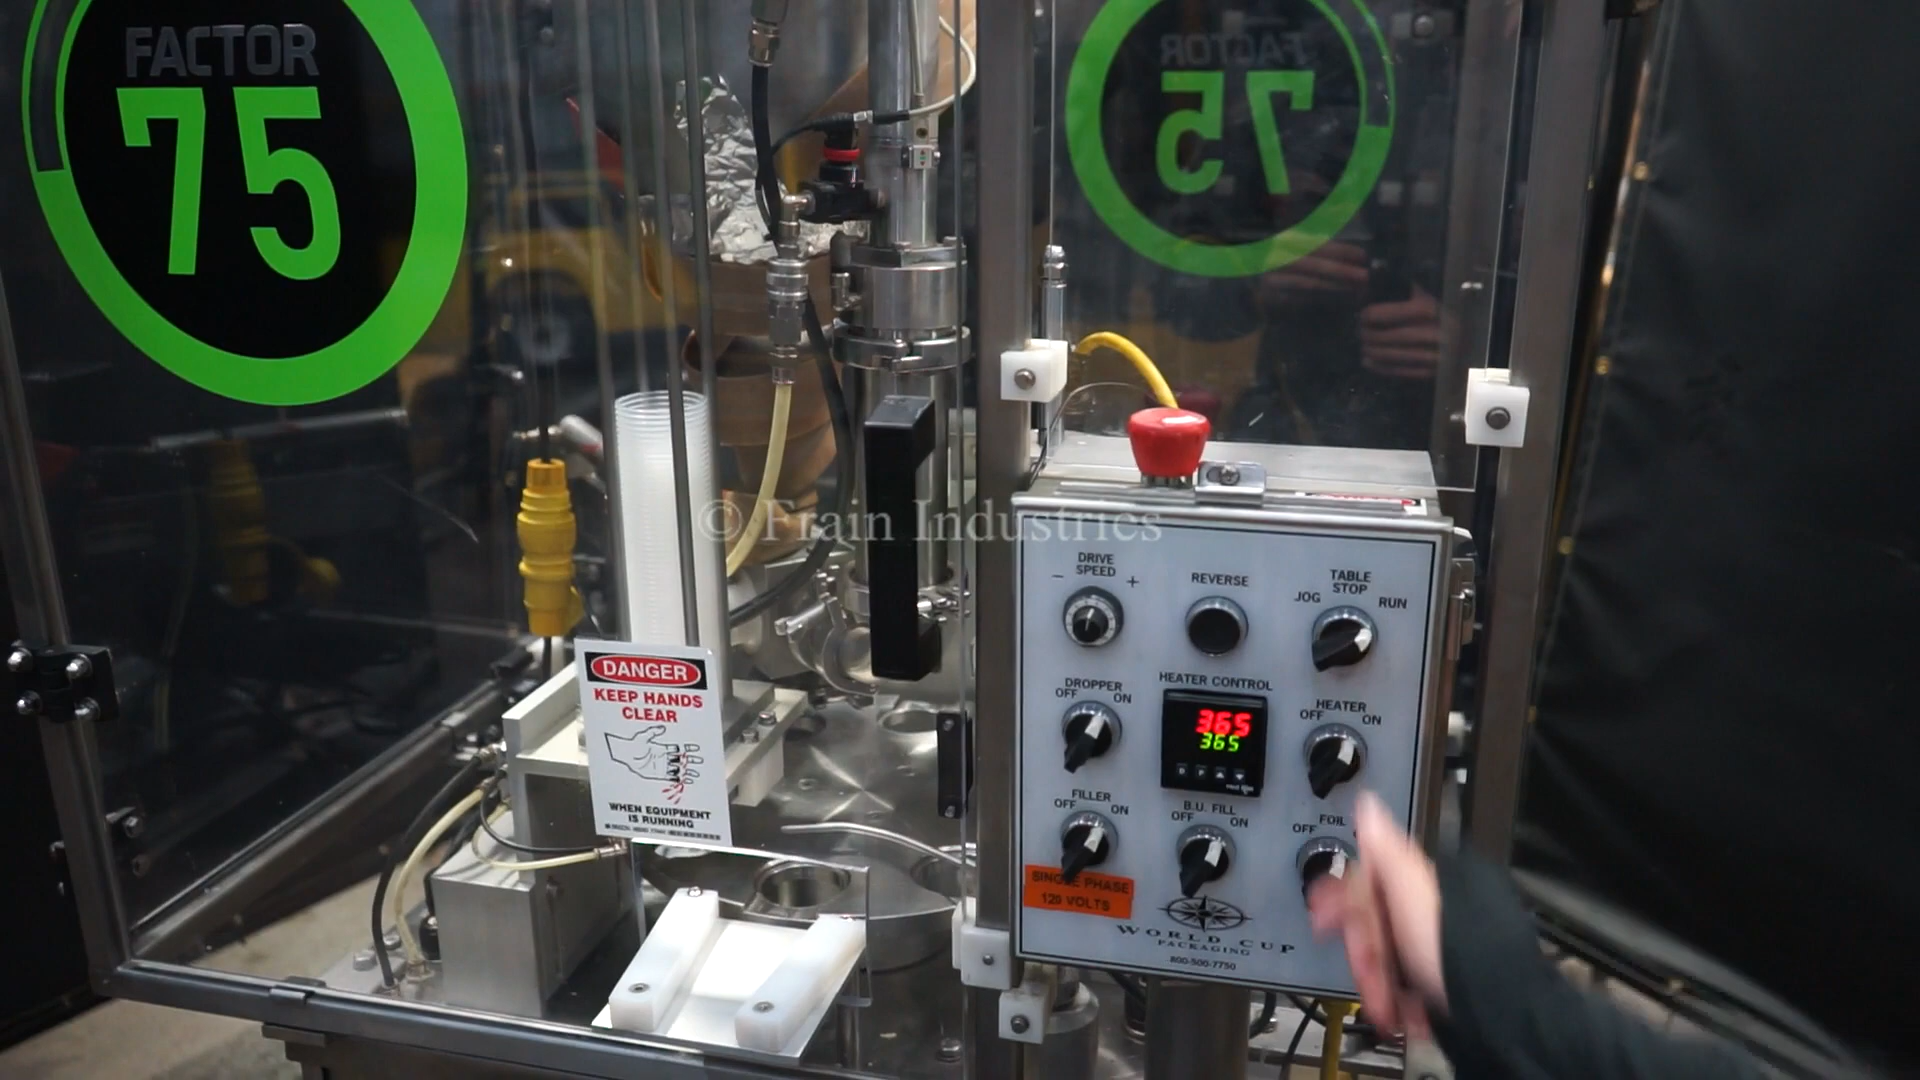 FACTOR
75
FACTOR
75
© Frain Industries
DANGER
KEEP HANDS
CLEAR
WHEN EQUIPMENT
IS RUNNING
DRIVE
SPEED
- +
REVERSE
TABLE
STOP
JOG RUN
DROPPER
OFF ON
HEATER CONTROL
365
365
HEATER
OFF ON
FILLER
OFF ON
B.U. FILL
OFF ON
FOIL
OFF
SINGLE PHASE
120 VOLTS
WORLD CUP
PACKAGING
800-500-7750